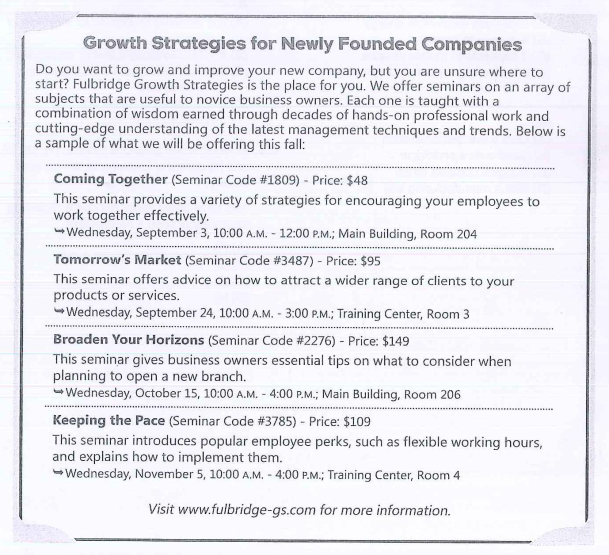 Growth Strategies for Newly Founded Companies
Do you want to grow and improve your new company, but you are unsure where to
start? Fulbridge Growth Strategies is the place for you. We offer seminars on an array of
subjects that are useful to novice business owners. Each one is taught with a
combination of wisdom earned through decades of hands-on professional work and
cutting-edge understanding of the latest management techniques and trends. Below is
a sample of what we will be offering this fall:
Coming Together (Seminar Code #1809) - Price: $48
This seminar provides a variety of strategies for encouraging your employees to
work together effectively.
➥Wednesday, September 3, 10:00 A.M. - 12:00 P.M.; Main Building, Room 204
Tomorrow's Market (Seminar Code #3487) - Price: $95
This seminar offers advice on how to attract a wider range of clients to your
products or services.
➥Wednesday, September 24, 10:00 A.M. - 3:00 P.M.; Training Center, Room 3
Broaden Your Horizons (Seminar Code #2276) - Price: $149
This seminar gives business owners essential tips on what to consider when
planning to open a new branch.
➥Wednesday, October 15, 10:00 A.M. - 4:00 P.M.; Main Building, Room 206
Keeping the Pace (Seminar Code #3785) - Price: $109
This seminar introduces popular employee perks, such as flexible working hours,
and explains how to implement them.
➥Wednesday, November 5, 10:00 A.M. - 4:00 P.M.; Training Center, Room 4
Visit www.fulbridge-gs.com for more information.